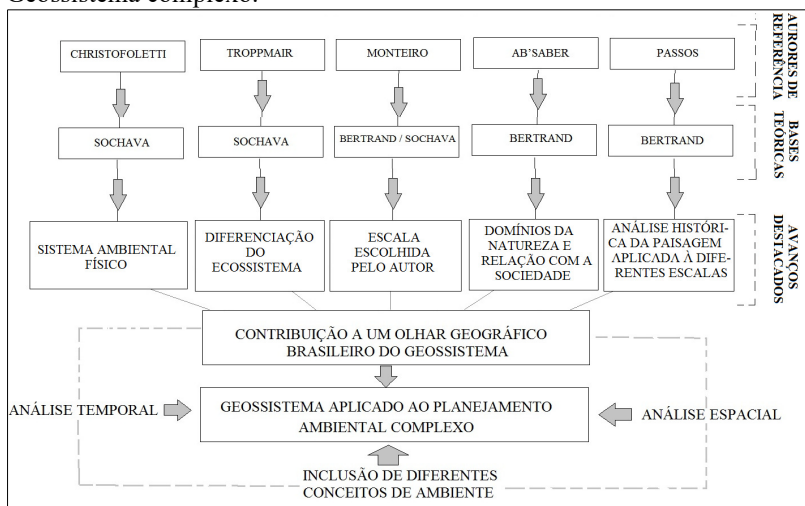 Geossistema complexo.
CHRISTOFOLETTI
TROPPMAIR
MONTEIRO
AB'SABER
PASSOS
AURORES DE
REFERÊNCIA
SOCHAVA
SOCHAVA
BERTRAND / SOCHAVA
BERTRAND
BERTRAND
BASES
TEÓRICAS
SISTEMA AMBIENTAL
FÍSICO
DIFERENCIAÇÃO
DO
ECOSSISTEMA
ESCALA
ESCOLHIDA
PELO AUTOR
DOMÍNIOS DA
NATUREZA E
RELAÇÃO COM A
SOCIEDADE
ANÁLISE HISTÓRI-
CA DA PAISAGEM
APLICADA À DIFE-
RENTES ESCALAS
AVANÇOS
DESTACADOS
CONTRIBUIÇÃO A UM OLHAR GEOGRÁFICO
BRASILEIRO DO GEOSSISTEMA
ANÁLISE TEMPORAL
GEOSSISTEMA APLICADO AO PLANEJAMENTO
AMBIENTAL COMPLEXO
ANÁLISE ESPACIAL
INCLUSÃO DE DIFERENTES
CONCEITOS DE AMBIENTE